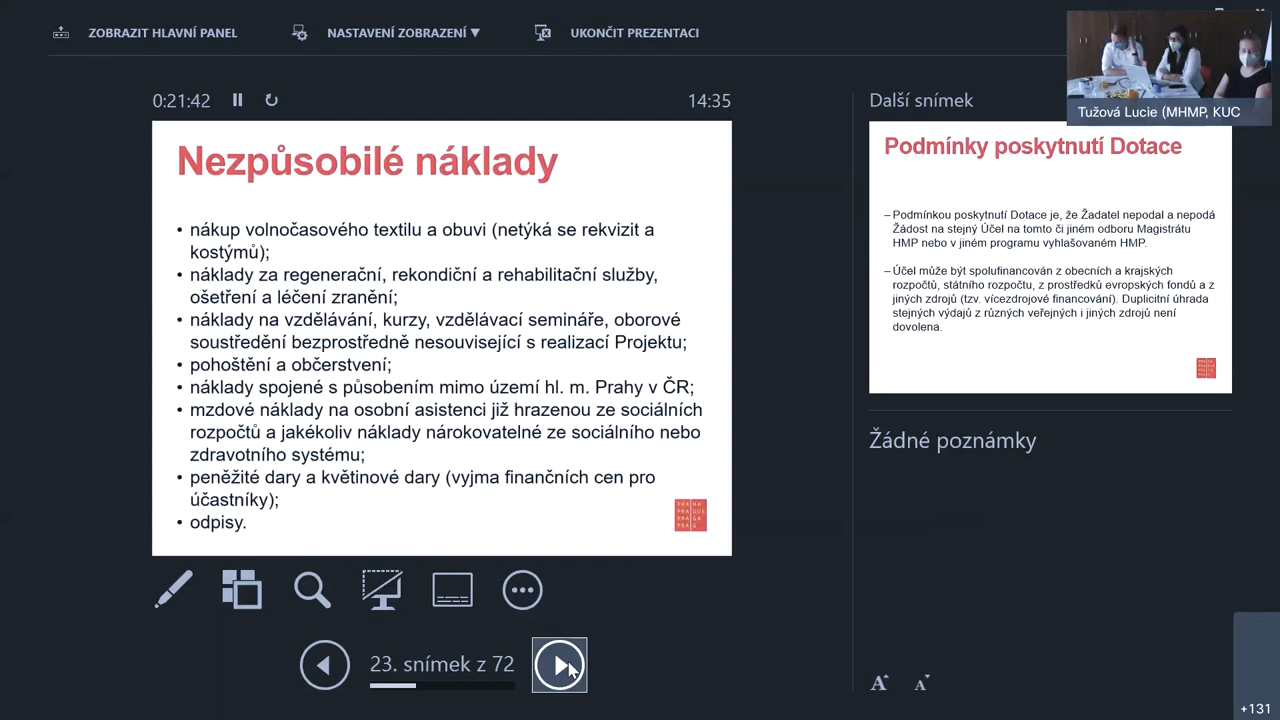 ZOBRAZIT HLAVNÍ PANEL
NASTAVENÍ ZOBRAZENÍ ▼
UKONČIT PREZENTACI
0:21:42
14:35
Nezpůsobilé náklady
• nákup volnočasového textilu a obuvi (netýká se rekvizit a
kostýmů);
• náklady za regenerační, rekondiční a rehabilitační služby,
ošetření a léčení zranění;
• náklady na vzdělávání, kurzy, vzdělávací semináře, oborové
soustředění bezprostředně nesouvisející s realizací Projektu;
• pohoštění a občerstvení;
• náklady spojené s působením mimo území hl. m. Prahy v ČR;
• mzdové náklady na osobní asistenci již hrazenou ze sociálních
rozpočtů a jakékoliv náklady nárokovatelné ze sociálního nebo
zdravotního systému;
• peněžité dary a květinové dary (vyjma finančních cen pro
účastníky);
• odpisy.
PRA HA
PRA GUE
PRA GA
PRA G
23. snímek z 72
Další snímek
Tužová Lucie (MHMP, KUC
Podmínky poskytnutí Dotace
– Podmínkou poskytnutí Dotace je, že Žadatel nepodal a nepodá
Žádost na stejný Účel na tomto či jiném odboru Magistrátu
HMP nebo v jiném programu vyhlašovaném HMP.
– Účel může být spolufinancován z obecních a krajských
rozpočtů, státního rozpočtu, z prostředků evropských fondů a z
jiných zdrojů (tzv. vícezdrojové financování). Duplicitní úhrada
stejných výdajů z různých veřejných i jiných zdrojů není
dovolena.
Žádné poznámky
A A
+131